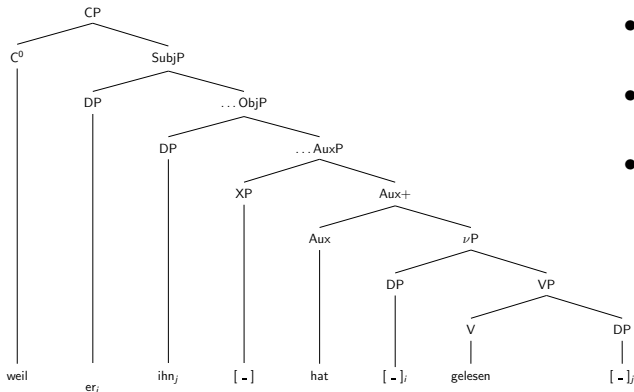 CP
C⁰ SubjP
DP …ObjP
DP …AuxP
XP Aux+
Aux νP
DP VP
V DP
weil erᵢ ihnⱼ [ - ] hat [ - ]ᵢ gelesen [ - ]ⱼ